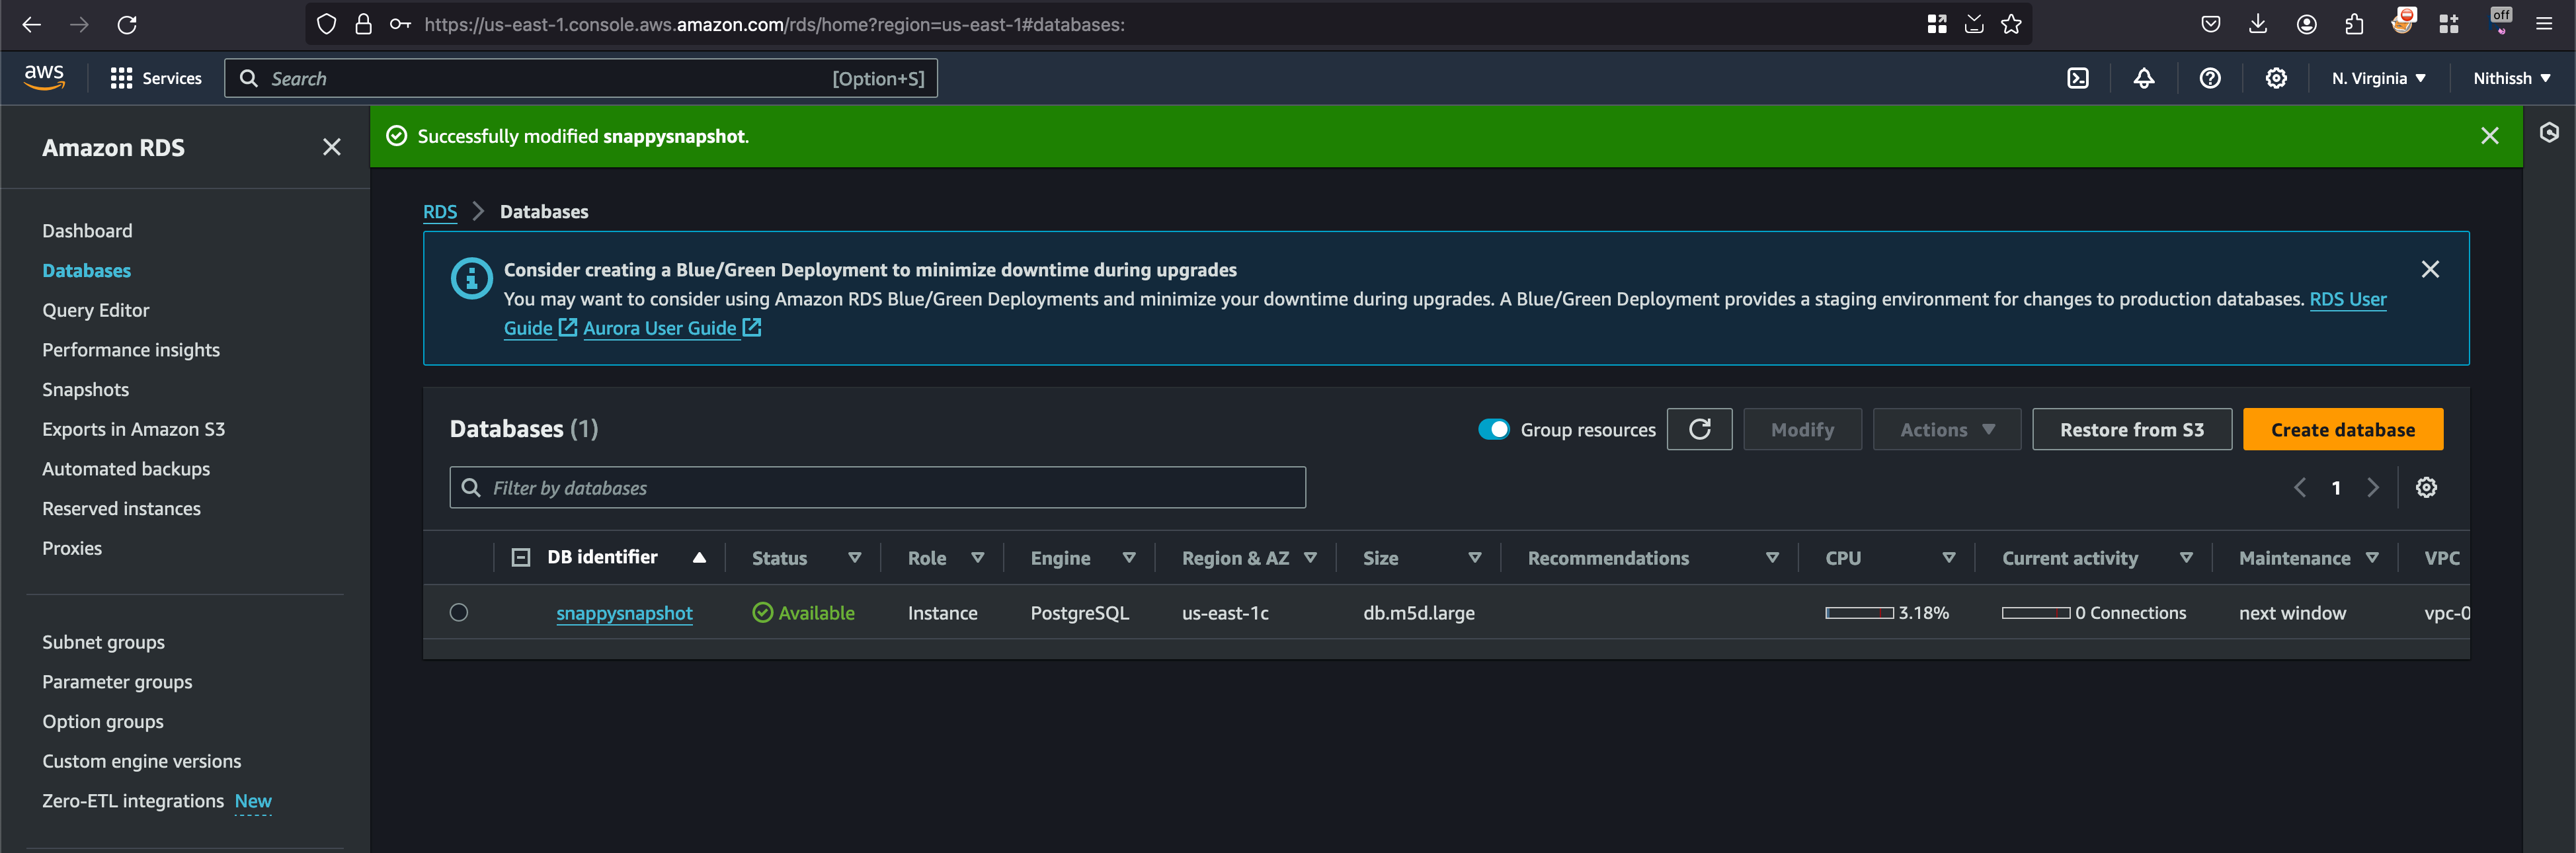 https://us-east-1.console.aws.amazon.com/rds/home?region=us-east-1#databases:
off
aws
Services
Search
[Option+S]
N. Virginia
Nithissh
Amazon RDS
Successfully modified snappysnapshot.
Dashboard
Databases
Query Editor
Performance insights
Snapshots
Exports in Amazon S3
Automated backups
Reserved instances
Proxies
Subnet groups
Parameter groups
Option groups
Custom engine versions
Zero-ETL integrations New
RDS > Databases
Consider creating a Blue/Green Deployment to minimize downtime during upgrades
You may want to consider using Amazon RDS Blue/Green Deployments and minimize your downtime during upgrades. A Blue/Green Deployment provides a staging environment for changes to production databases. RDS User
Guide Aurora User Guide
Databases (1)
Group resources
Modify
Actions
Restore from S3
Create database
Filter by databases
1
DB identifier Status Role Engine Region & AZ Size Recommendations CPU Current activity Maintenance VPC
snappysnapshot Available Instance PostgreSQL us-east-1c db.m5d.large 3.18% 0 Connections next window vpc-0